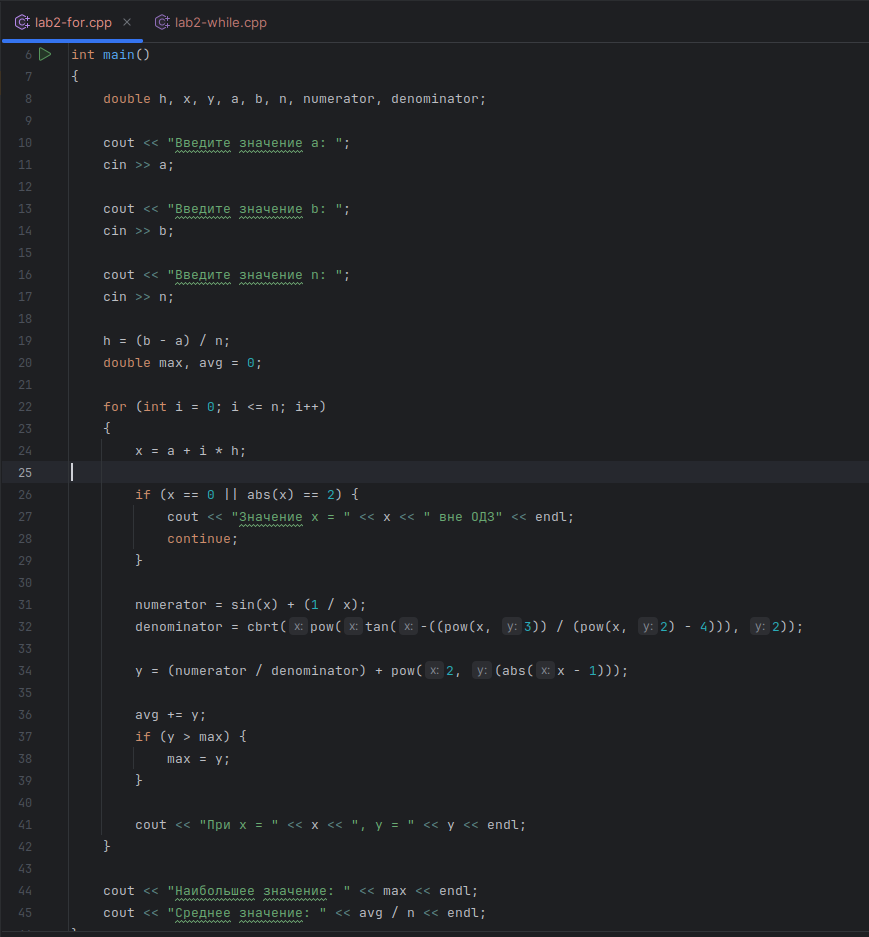 lab2-for.cpp × lab2-while.cpp
6 int main()
7 {
8 double h, x, y, a, b, n, numerator, denominator;
9
10 cout << "Введите значение a: ";
11 cin >> a;
12
13 cout << "Введите значение b: ";
14 cin >> b;
15
16 cout << "Введите значение n: ";
17 cin >> n;
18
19 h = (b - a) / n;
20 double max, avg = 0;
21
22 for (int i = 0; i <= n; i++)
23 {
24 x = a + i * h;
25
26 if (x == 0 || abs(x) == 2) {
27 cout << "Значение x = " << x << " вне ОДЗ" << endl;
28 continue;
29 }
30
31 numerator = sin(x) + (1 / x);
32 denominator = cbrt( x: pow( x: tan( x: -((pow(x, y: 3)) / (pow(x, y: 2) - 4))), y: 2));
33
34 y = (numerator / denominator) + pow( x: 2, y: (abs( x: x - 1)));
35
36 avg += y;
37 if (y > max) {
38 max = y;
39 }
40
41 cout << "При x = " << x << ", y = " << y << endl;
42 }
43
44 cout << "Наибольшее значение: " << max << endl;
45 cout << "Среднее значение: " << avg / n << endl;